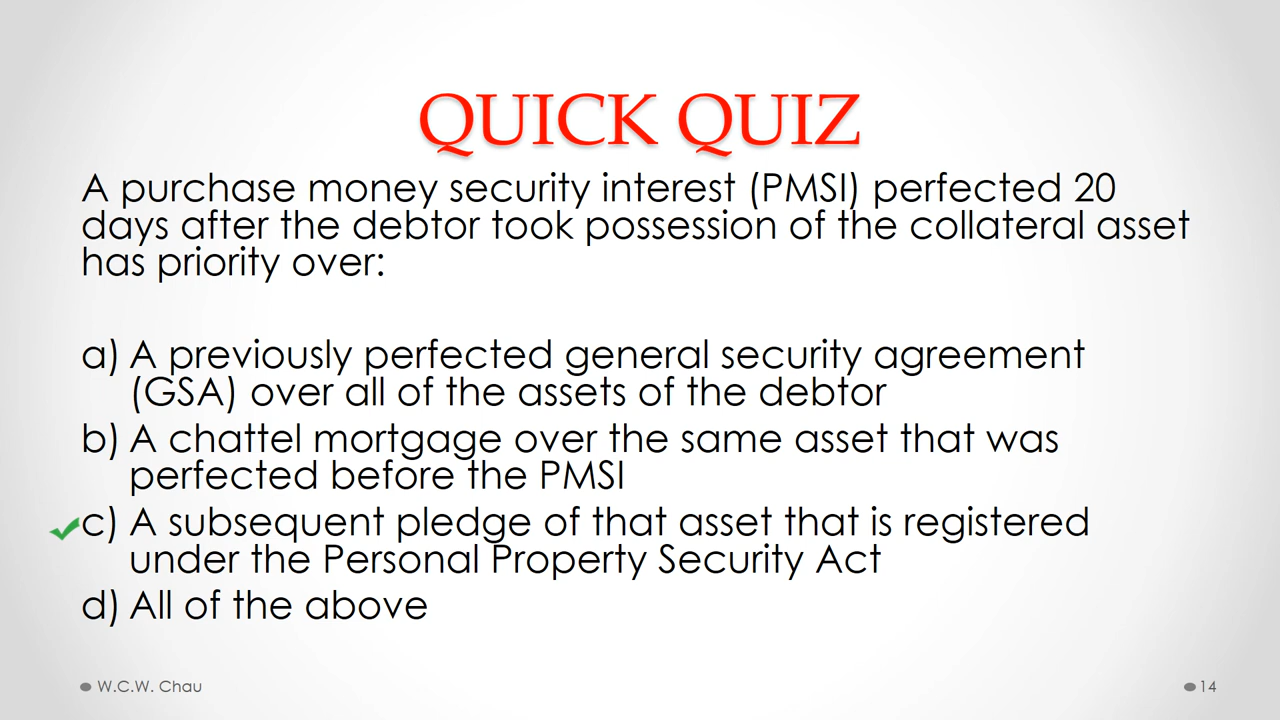 QUICK QUIZ
A purchase money security interest (PMSI) perfected 20
days after the debtor took possession of the collateral asset
has priority over:
a) A previously perfected general security agreement
(GSA) over all of the assets of the debtor
b) A chattel mortgage over the same asset that was
perfected before the PMSI
c) A subsequent pledge of that asset that is registered
under the Personal Property Security Act
d) All of the above
W.C.W. Chau
14